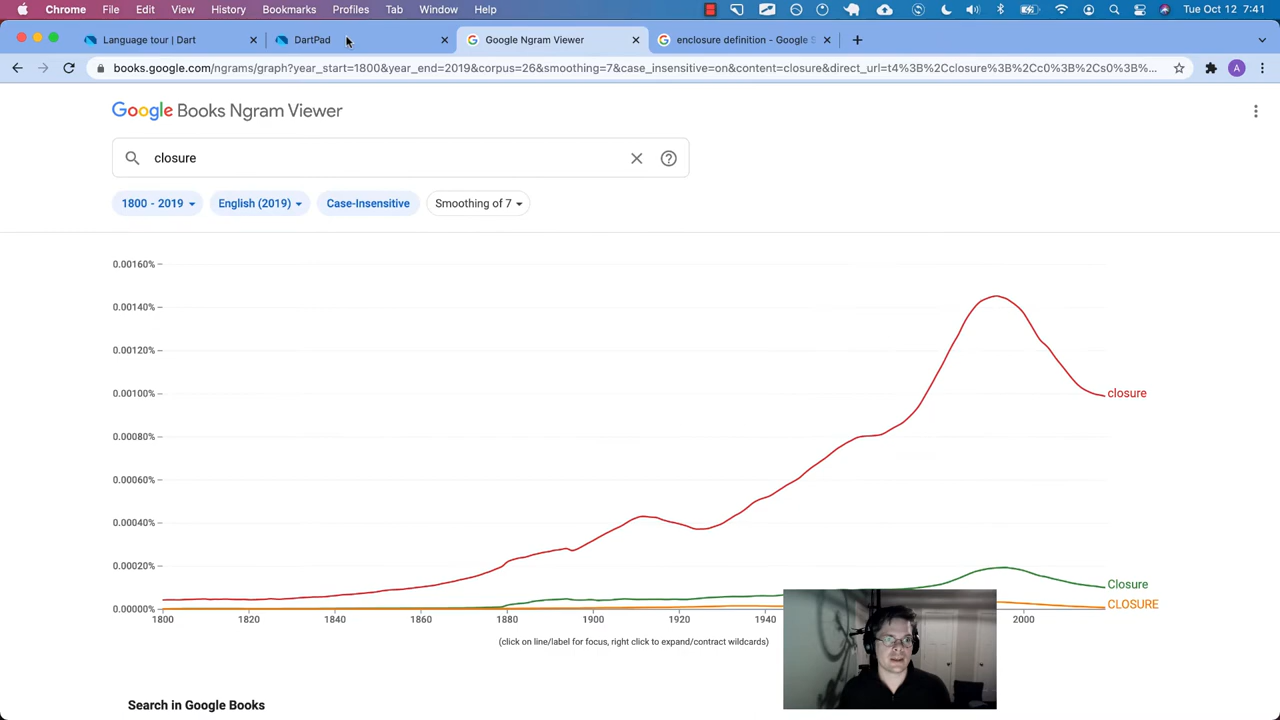 Chrome File Edit View History Bookmarks Profiles Tab Window Help Tue Oct 12 7:41
Language tour | Dart DartPad Google Ngram Viewer enclosure definition - Google S
books.google.com/ngrams/graph?year_start=1800&year_end=2019&corpus=26&smoothing=7&case_insensitive=on&content=closure&direct_url=t4%3B%2Cclosure%3B%2Cc0%3B%2Cs0%3B%2C%... A
Google Books Ngram Viewer
closure
1800 - 2019 English (2019) Case-Insensitive Smoothing of 7
0.00160%
0.00140%
0.00120%
0.00100%
closure
0.00080%
0.00060%
0.00040%
0.00020%
Closure
0.00000%
CLOSURE
1800 1820 1840 1860 1880 1900 1920 1940 2000
(click on line/label for focus, right click to expand/contract wildcards)
Search in Google Books